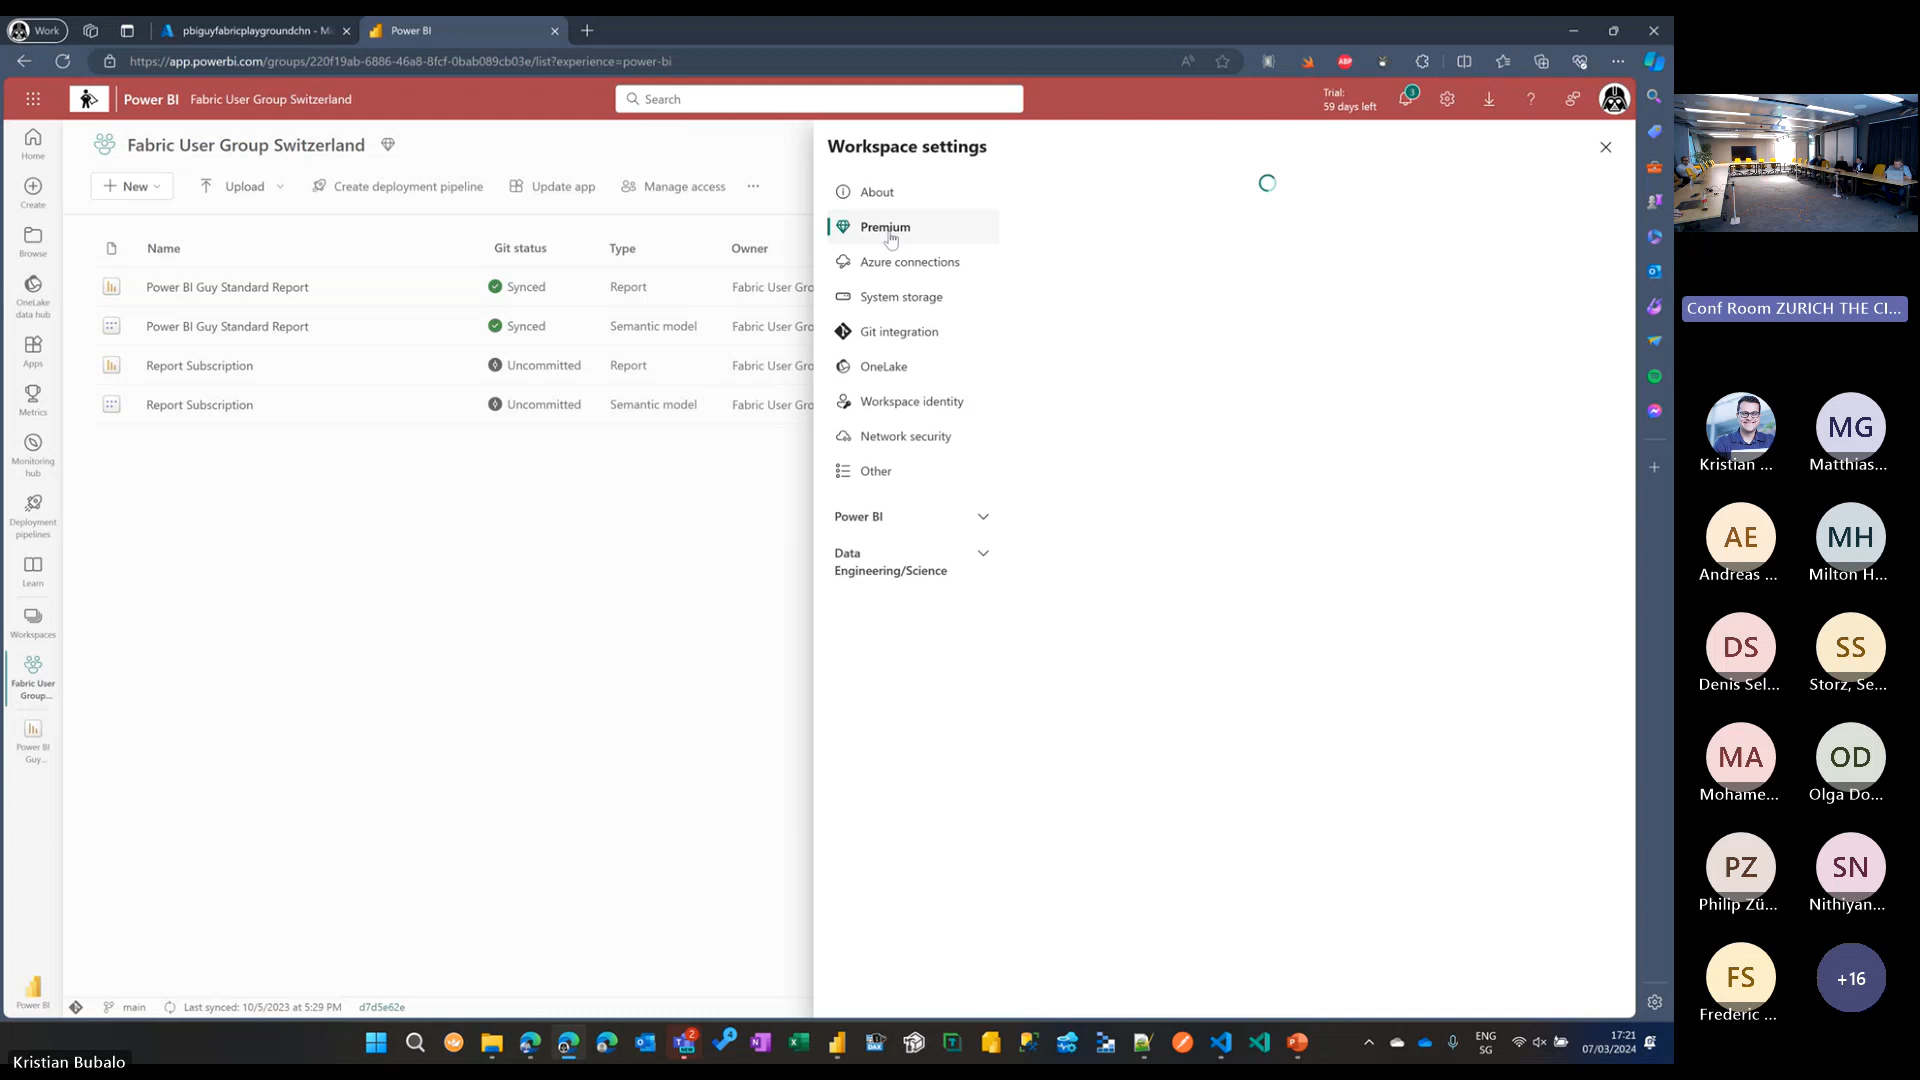 Work
pbiguyfabricplaygroundchn - Mi
Power BI
https://app.powerbi.com/groups/220f19ab-6886-46a8-8fcf-0bab089cb03e/list?experience=power-bi
Power BI
Fabric User Group Switzerland
Search
Trial:
59 days left
3
Home
Create
Browse
OneLake
data hub
Apps
Metrics
Monitoring
hub
Deployment
pipelines
Learn
Workspaces
Fabric User
Group...
Power BI
Guy...
Power BI
Fabric User Group Switzerland
New
Upload
Create deployment pipeline
Update app
Manage access
Name
Git status
Type
Owner
Power BI Guy Standard Report
Synced
Report
Fabric User Gro
Power BI Guy Standard Report
Synced
Semantic model
Fabric User Gro
Report Subscription
Uncommitted
Report
Fabric User Gro
Report Subscription
Uncommitted
Semantic model
Fabric User Gro
main
Last synced: 10/5/2023 at 5:29 PM
d7d5e62e
Workspace settings
About
Premium
Azure connections
System storage
Git integration
OneLake
Workspace identity
Network security
Other
Power BI
Data
Engineering/Science
ABP
Conf Room ZURICH THE CI...
Kristian ...
MG
Matthias...
AE
Andreas ...
MH
Milton H...
DS
Denis Sel...
SS
Storz, Se...
MA
Mohame...
OD
Olga Do...
PZ
Philip Zü...
SN
Nithiyan...
FS
Frederic ...
+16
2
4
DAX
ENG
SG
17:21
07/03/2024
Kristian Bubalo